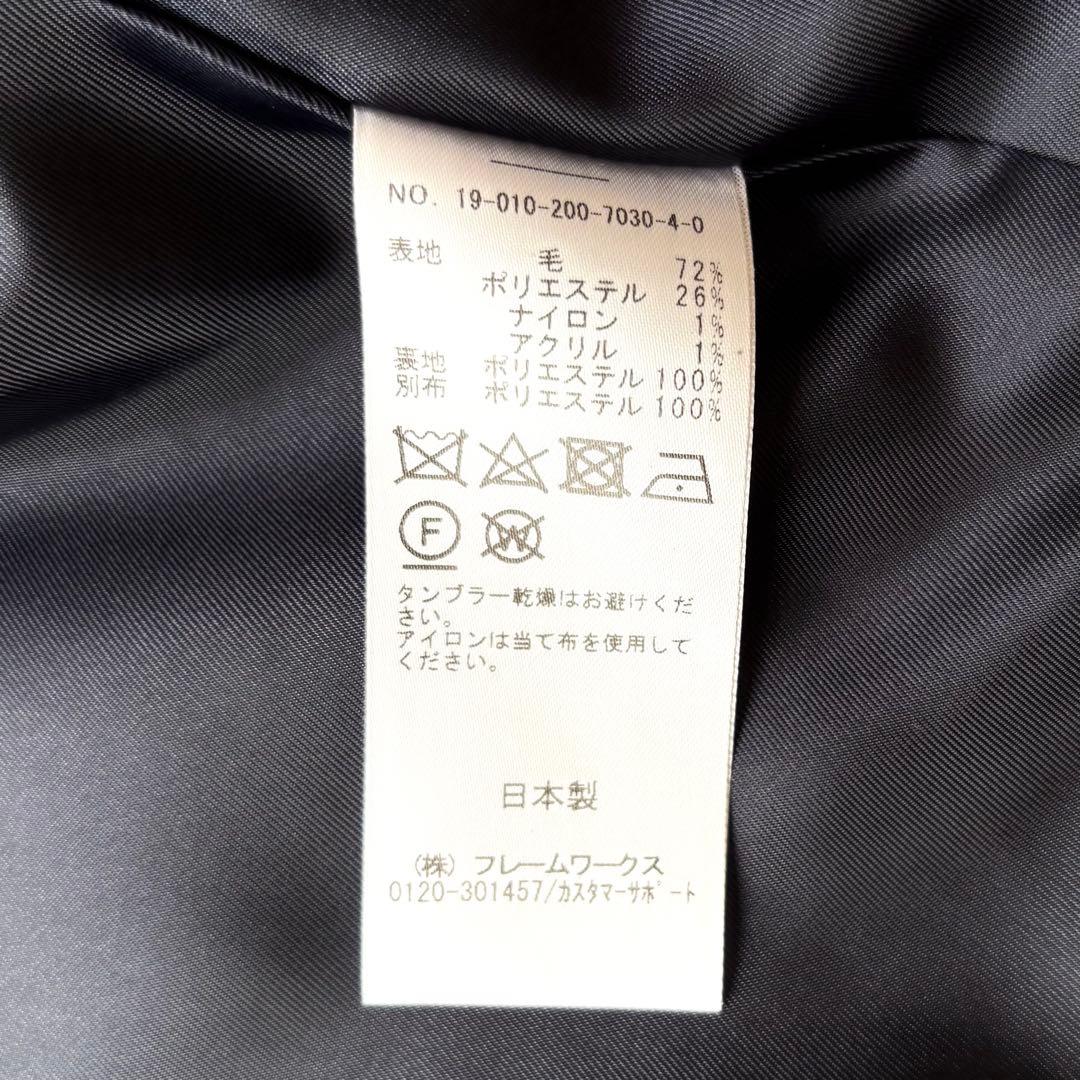 NO. 19-010-200-7030-4-0
表地 毛 72%
ポリエステル 26%
ナイロン 1%
アクリル 1%
裏地 ポリエステル 100%
別布 ポリエステル 100%
F W
タンブラー乾燥はお避けくだ
さい。
アイロンは当て布を使用して
ください。
日本製
(株) フレームワークス
0120-301457/カスタマーサポート